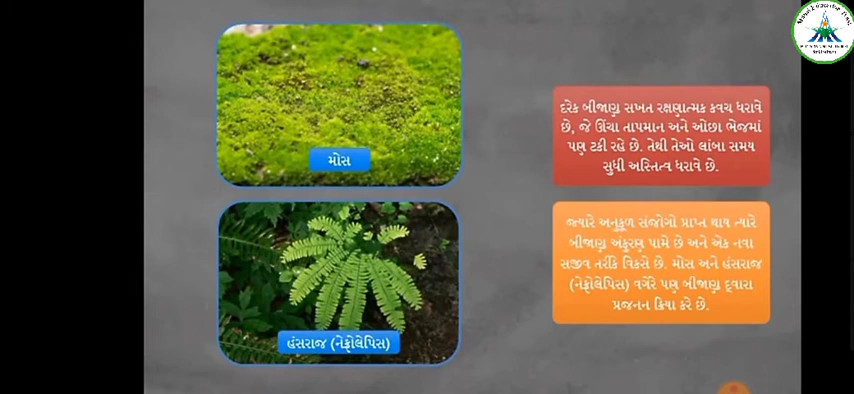 મોસ
હંસરાજ (નેફ્રોલેપિસ)
દરેક બીજાણુ સખત રક્ષણાત્મક કવચ ધરાવે
છે, જે ઊંચા તાપમાન અને ઓછા ભેજમાં
પણ ટકી રહે છે. તેથી તેઓ લાંબા સમય
સુધી અસ્તિત્વ ધરાવે છે.
જ્યારે અનુકૂળ સંજોગો પ્રાપ્ત થાય ત્યારે
બીજાણુ અંકુરણ પામે છે અને એક નવા
સજીવ તરીકે વિકસે છે. મોસ અને હંસરાજ
(નેફ્રોલેપિસ) વગેરે પણ બીજાણુ દ્વારા
પ્રજનન ક્રિયા કરે છે.